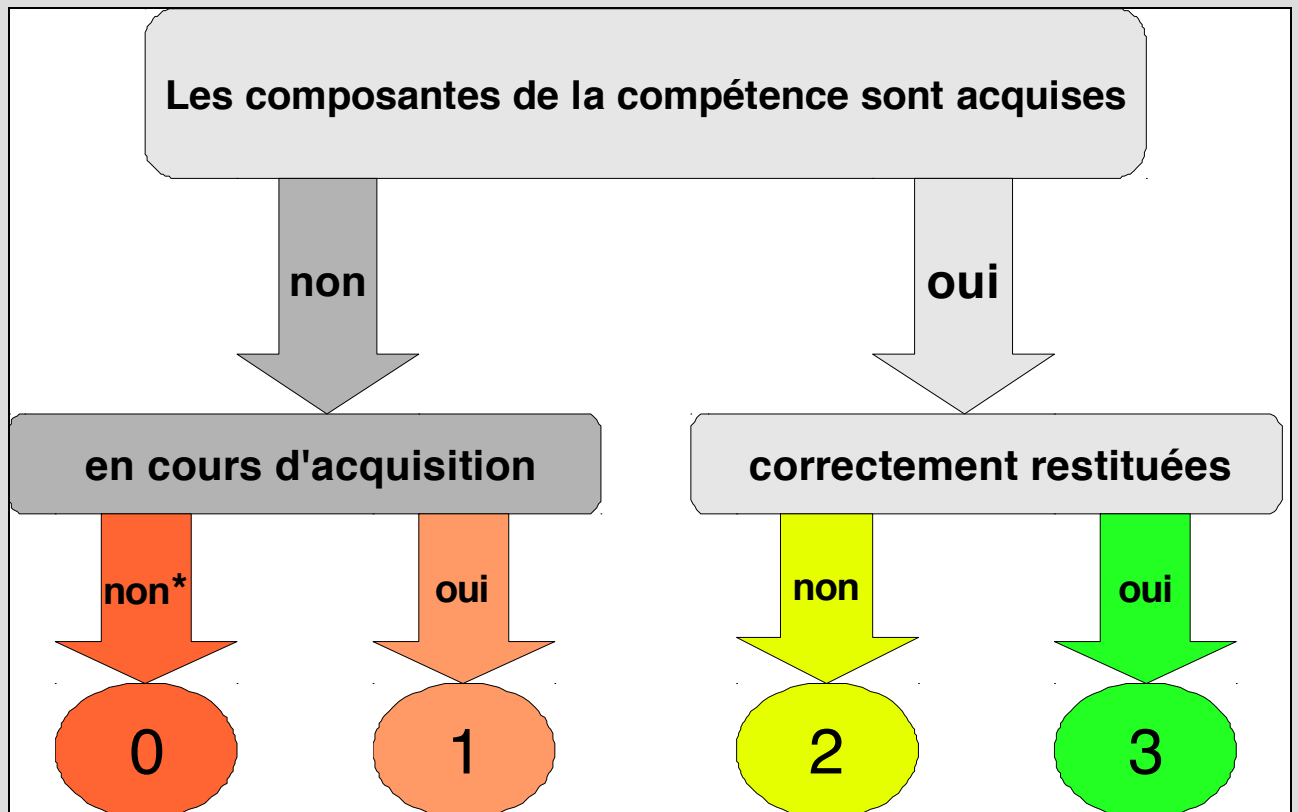 Les composantes de la compétence sont acquises
non
oui
en cours d'acquisition
correctement restituées
non*
oui
non
oui
0
1
2
3